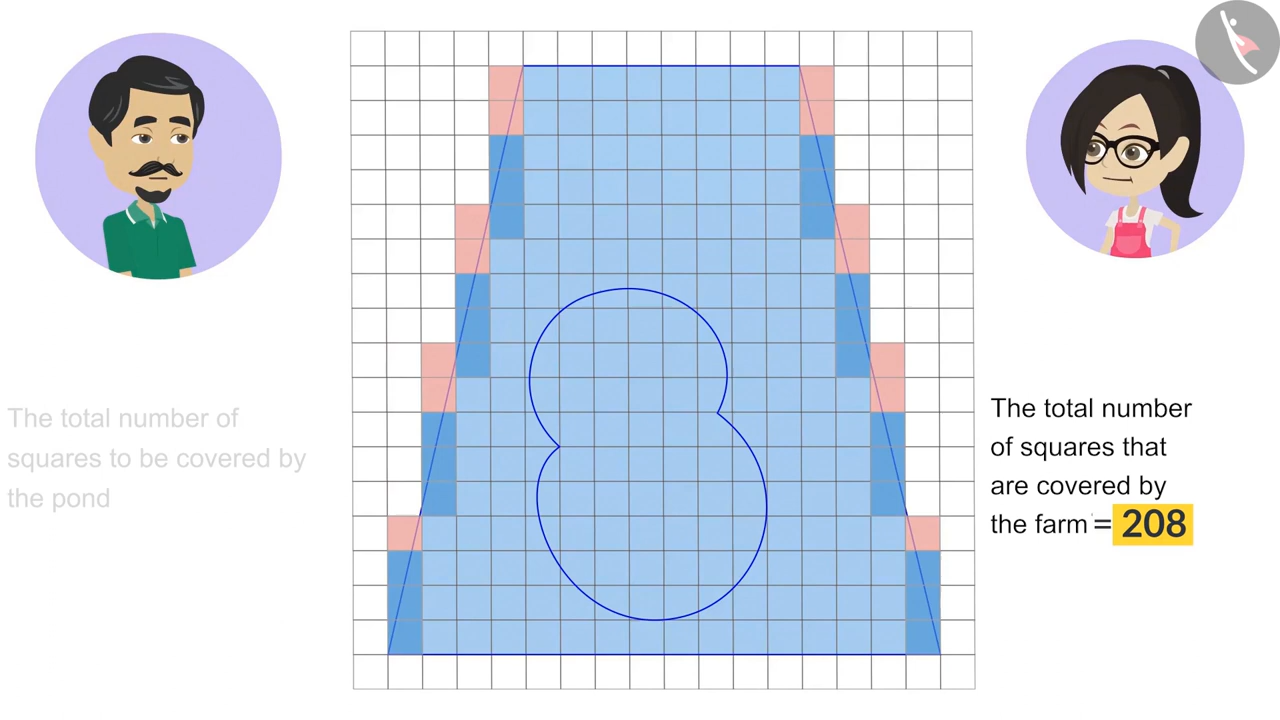 The total number of
squares to be covered by
the pond
The total number
of squares that
are covered by
the farm = 208